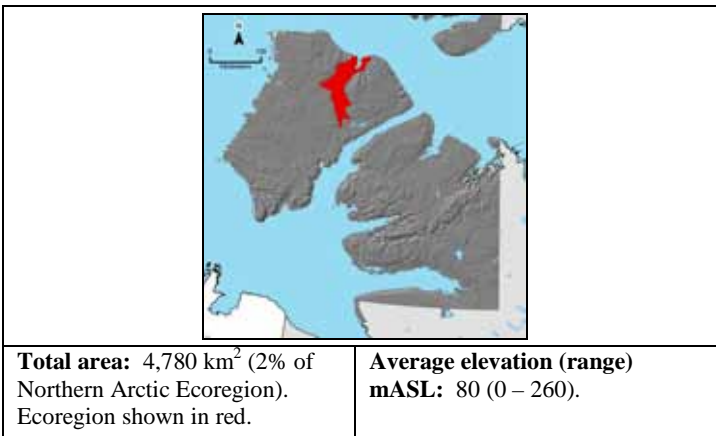 N
Total area: 4,780 km² (2% of
Northern Arctic Ecoregion).
Ecoregion shown in red.
Average elevation (range)
mASL: 80 (0 – 260).